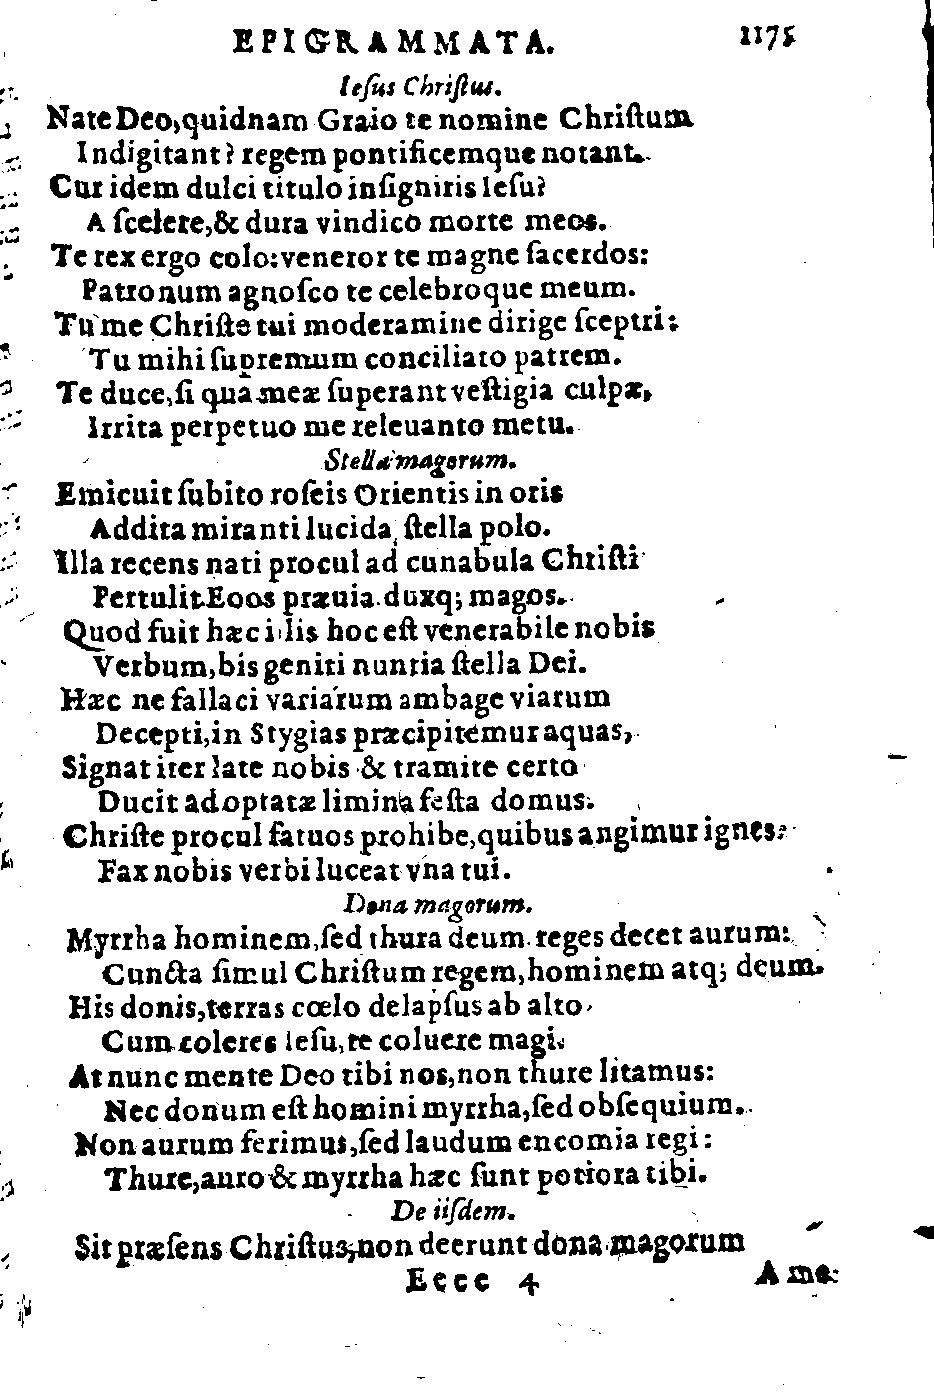 EPIGRAMMATA. 1175
Ieſus Chriſtus.
Nate Deo,quidnam Graio te nomine Chriſtum
Indigitant? regem pontificemque notant.
Cur idem dulci titulo inſigniris Ieſu?
A ſcelere,& dura vindico morte meos.
Te rex ergo colo:veneror te magne ſacerdos:
Patronum agnoſco te celebroque meum.
Tu me Chriſte tui moderamine dirige ſceptri:
Tu mihi ſupremum conciliato patrem.
Te duce,ſi qua meæ ſuperant veſtigia culpæ,
Irrita perpetuo me releuanto metu.
Stella magorum.
Emicuit ſubito roſeis Orientis in oris
Addita miranti lucida ſtella polo.
Illa recens nati procul ad cunabula Chriſti
Pertulit Eoos præuia duxq; magos.
Quod fuit hæc illis hoc eſt venerabile nobis
Verbum,bis geniti nuntia ſtella Dei.
Hæc ne fallaci variarum ambage viarum
Decepti,in Stygias præcipitemur aquas,
Signat iter late nobis & tramite certo
Ducit ad optatæ limina feſta domus.
Chriſte procul fatuos prohibe,quibus angimur ignes:
Fax nobis verbi luceat vna tui.
Dona magorum.
Myrrha hominem,ſed thura deum reges decet aurum:
Cuncta ſimul Chriſtum regem,hominem atq; deum.
His donis,terras cœlo delapſus ab alto
Cum coleres Ieſu,te coluere magi.
At nunc mente Deo tibi nos,non thure litamus:
Nec donum eſt homini myrrha,ſed obſequium.
Non aurum ferimus,ſed laudum encomia regi:
Thure,auro & myrrha hæc ſunt potiora tibi.
De iiſdem.
Sit præſens Chriſtus,non deerunt dona magorum
Eeee 4 A me: